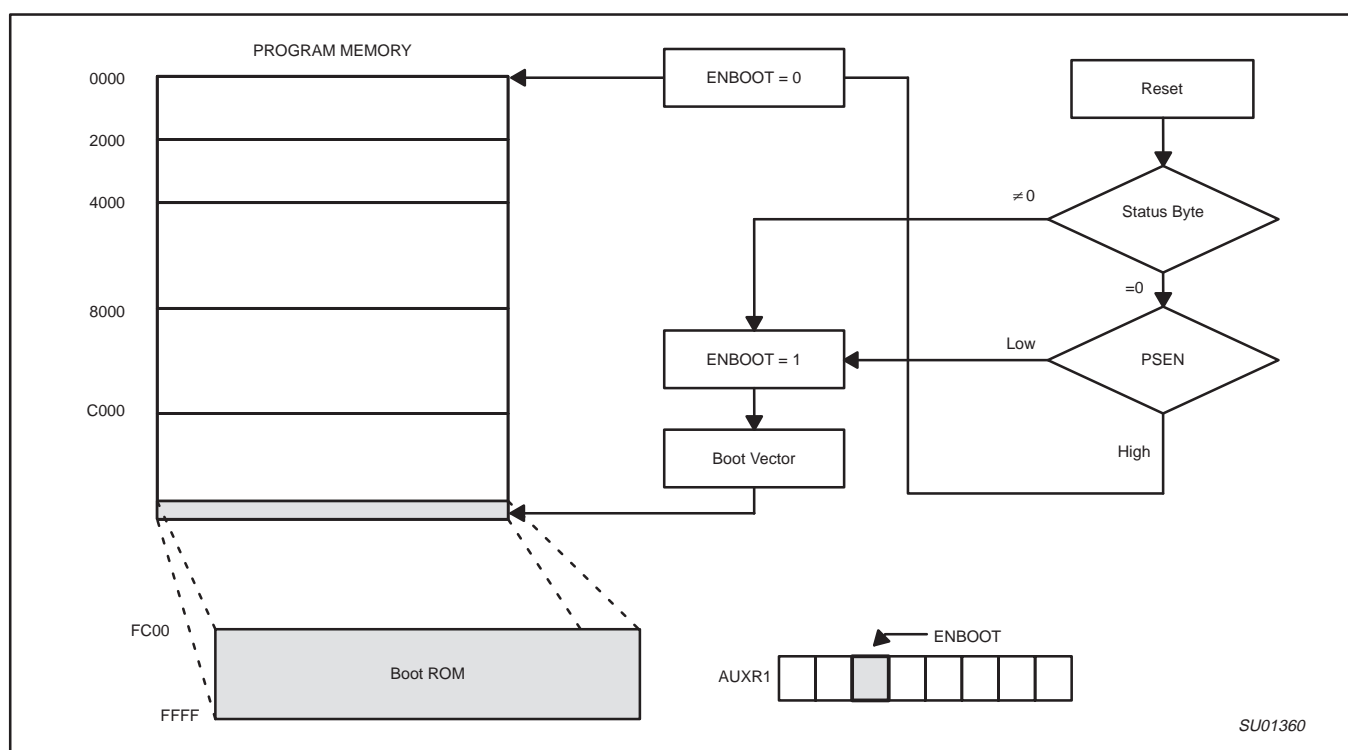 PROGRAM MEMORY
0000
2000
4000
8000
C000
FC00
FFFF
Boot ROM
ENBOOT = 0
ENBOOT = 1
Boot Vector
Reset
Status Byte
≠0
=0
PSEN
Low
High
ENBOOT
AUXR1
SU01360